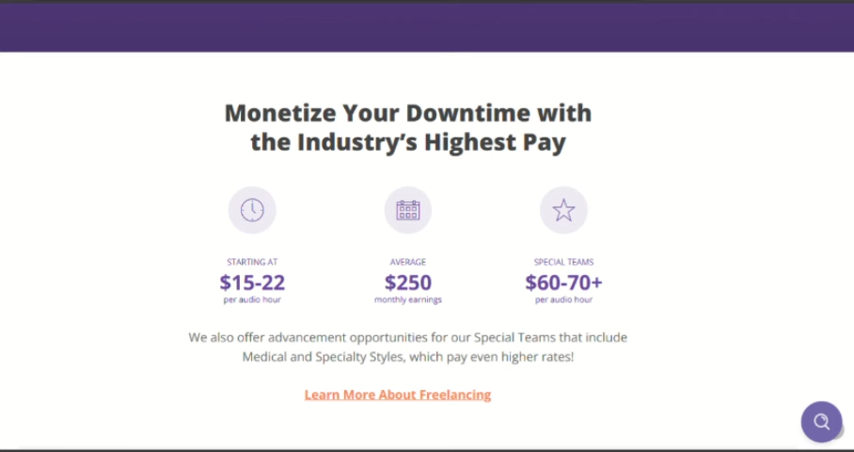 Monetize Your Downtime with
the Industry's Highest Pay
STARTING AT
$15-22
per audio hour
AVERAGE
$250
monthly earnings
SPECIAL TEAMS
$60-70+
per audio hour
We also offer advancement opportunities for our Special Teams that include
Medical and Specialty Styles, which pay even higher rates!
Learn More About Freelancing